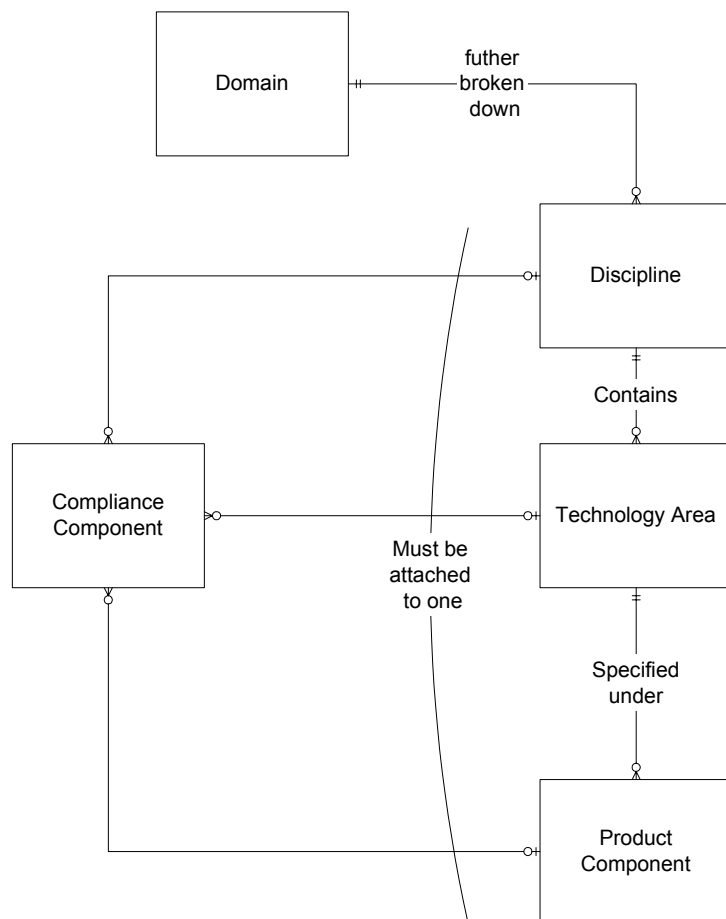 Domain
futher
broken
down
Discipline
Contains
Compliance
Component
Technology Area
Must be
attached
to one
Specified
under
Product
Component